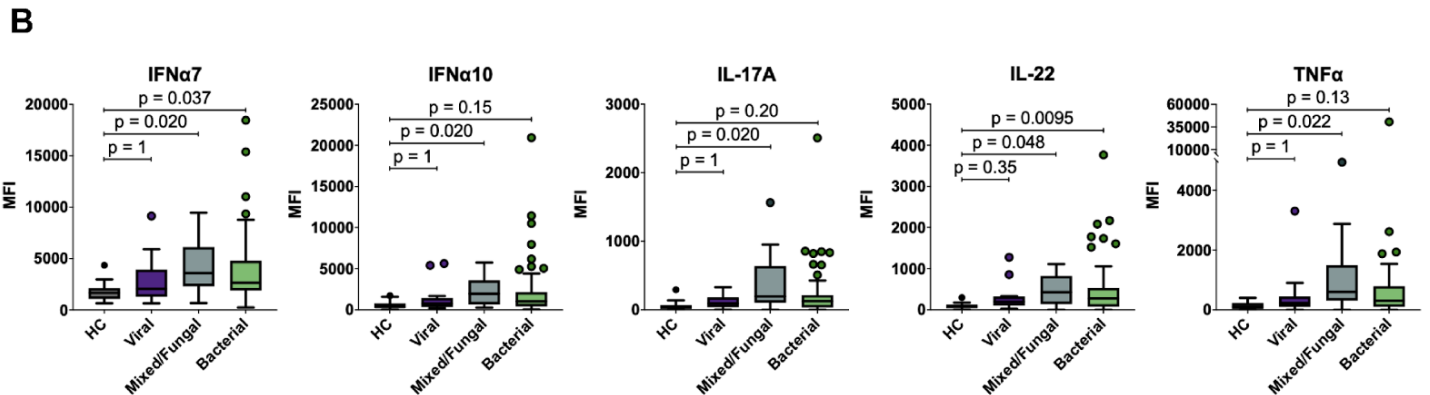 B
IFNα7
p = 0.037
p = 0.020
p = 1
MFI
20000
15000
10000
5000
0
HC
Viral
Mixed/Fungal
Bacterial
IFNα10
p = 0.15
p = 0.020
p = 1
MFI
25000
20000
15000
10000
5000
0
HC
Viral
Mixed/Fungal
Bacterial
IL-17A
p = 0.20
p = 0.020
p = 1
MFI
3000
2000
1000
0
HC
Viral
Mixed/Fungal
Bacterial
IL-22
p = 0.0095
p = 0.048
p = 0.35
MFI
5000
4000
3000
2000
1000
0
HC
Viral
Mixed/Fungal
Bacterial
TNFα
p = 0.13
p = 0.022
p = 1
MFI
60000
35000
10000
4000
2000
0
HC
Viral
Mixed/Fungal
Bacterial